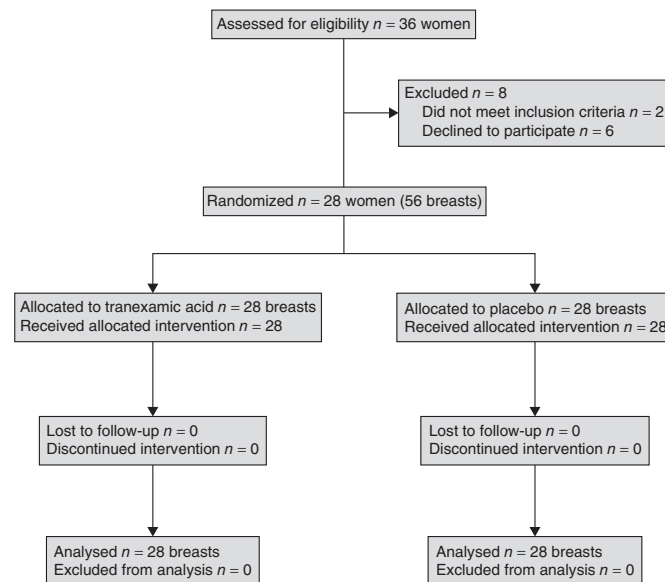 Assessed for eligibility n = 36 women
Excluded n = 8
Did not meet inclusion criteria n = 2
Declined to participate n = 6
Randomized n = 28 women (56 breasts)
Allocated to tranexamic acid n = 28 breasts
Received allocated intervention n = 28
Allocated to placebo n = 28 breasts
Received allocated intervention n = 28
Lost to follow-up n = 0
Discontinued intervention n = 0
Lost to follow-up n = 0
Discontinued intervention n = 0
Analysed n = 28 breasts
Excluded from analysis n = 0
Analysed n = 28 breasts
Excluded from analysis n = 0